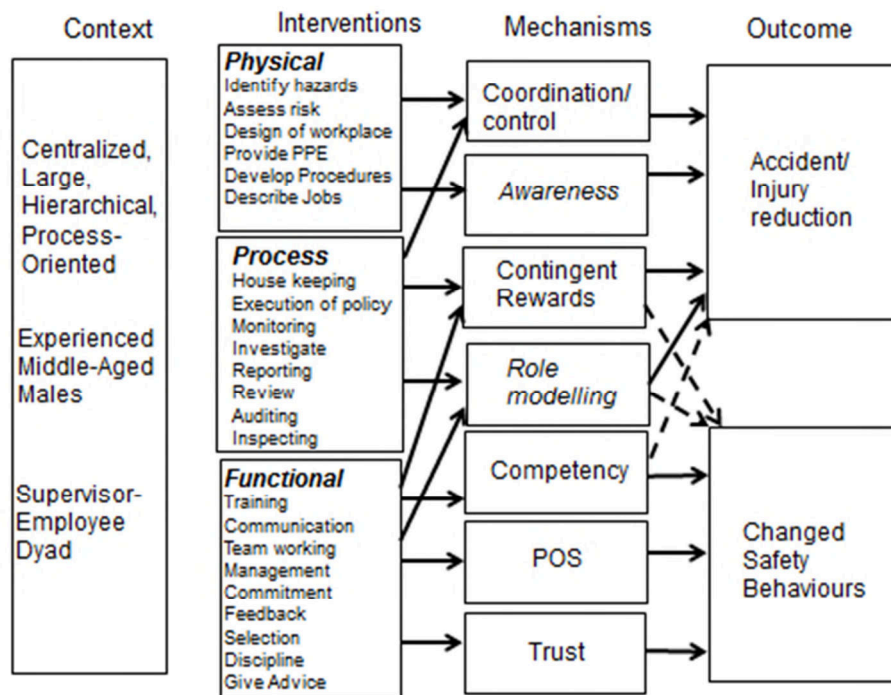 Context
Interventions
Mechanisms
Outcome
Centralized,
Large,
Hierarchical,
Process-
Oriented
Experienced
Middle-Aged
Males
Supervisor-
Employee
Dyad
Physical
Identify hazards
Assess risk
Design of workplace
Provide PPE
Develop Procedures
Describe Jobs
Process
House keeping
Execution of policy
Monitoring
Investigate
Reporting
Review
Auditing
Inspecting
Functional
Training
Communication
Team working
Management
Commitment
Feedback
Selection
Discipline
Give Advice
Coordination/
control
Awareness
Contingent
Rewards
Role
modelling
Competency
POS
Trust
Accident/
Injury
reduction
Changed
Safety
Behaviours